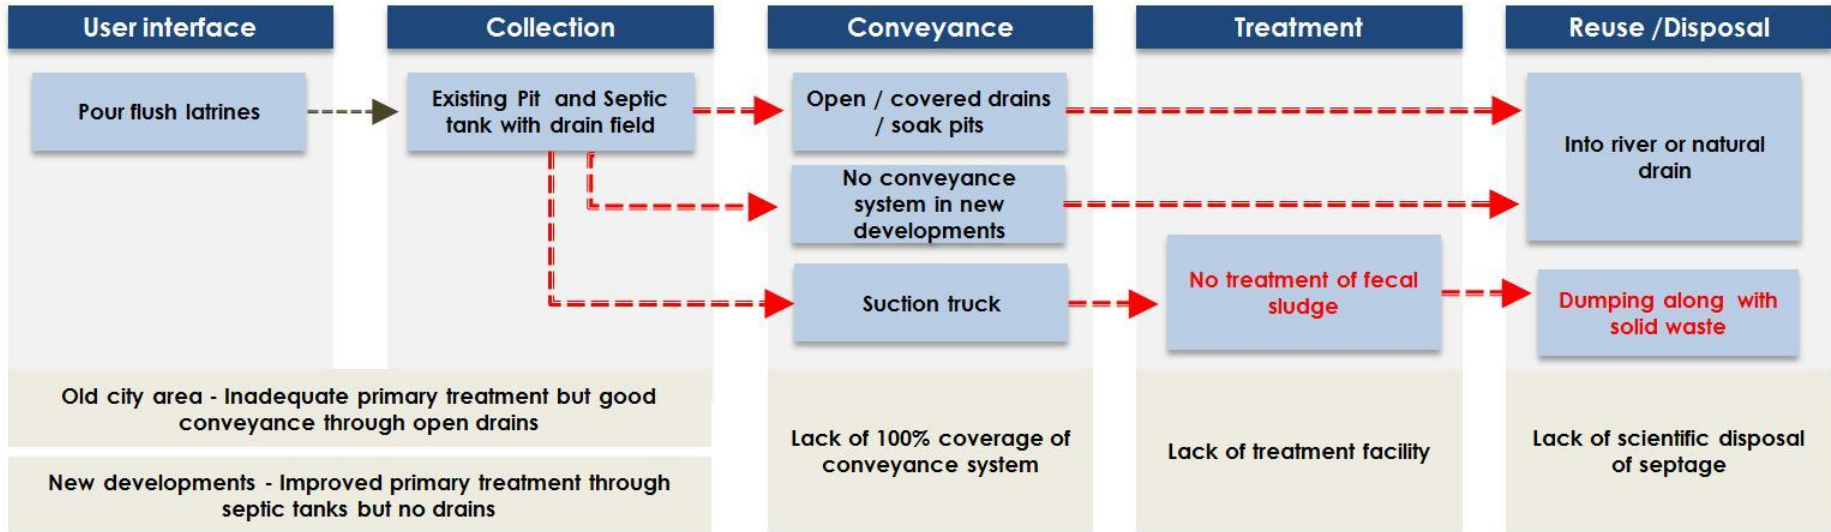 User interface
Collection
Conveyance
Treatment
Reuse /Disposal
Pour flush latrines
Existing Pit and Septic
tank with drain field
Open / covered drains
/ soak pits
Into river or natural
drain
No conveyance
system in new
developments
Suction truck
No treatment of fecal
sludge
Dumping along with
solid waste
Old city area - Inadequate primary treatment but good
conveyance through open drains
New developments - Improved primary treatment through
septic tanks but no drains
Lack of 100% coverage of
conveyance system
Lack of treatment facility
Lack of scientific disposal
of septage